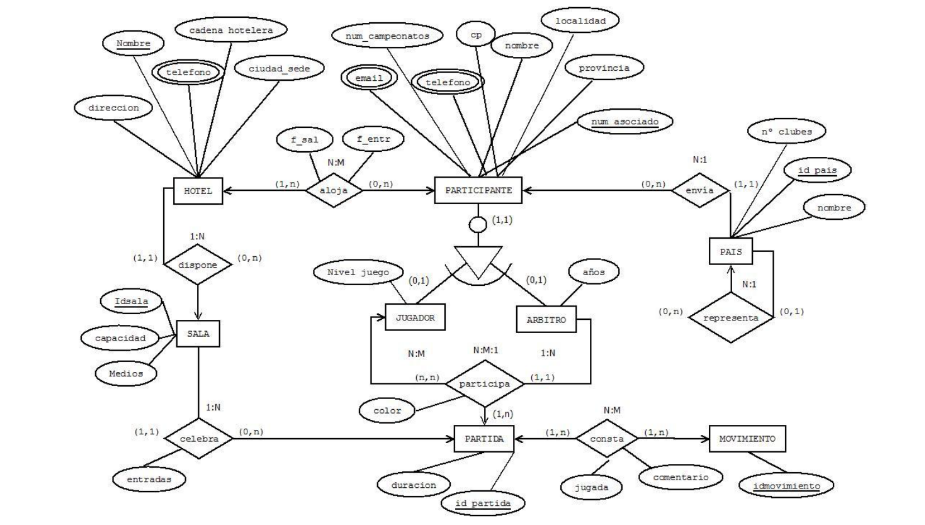 Nombre
cadena hotelera
telefono
ciudad_sede
direccion
num_campeonatos
cp
localidad
nombre
email
telefono
provincia
num asociado
f_sal
f_entr
nº clubes
id pais
nombre
N:M
N:1
HOTEL
(1,n)
aloja
(0,n)
PARTICIPANTE
(0,n)
envia
(1,1)
(1,1)
1:N
(1,1)
dispone
(0,n)
PAIS
Nivel juego
(0,1)
(0,1)
años
N:1
Idsala
capacidad
Medios
SALA
JUGADOR
ARBITRO
(0,n)
representa
(0,1)
N:M
N:M:1
1:N
(n,n)
participa
(1,1)
color
(1,n)
1:N
(1,1)
celebra
(0,n)
PARTIDA
N:M
(1,n)
consta
(1,n)
MOVIMIENTO
entradas
duracion
id partida
jugada
comentario
idmovimiento